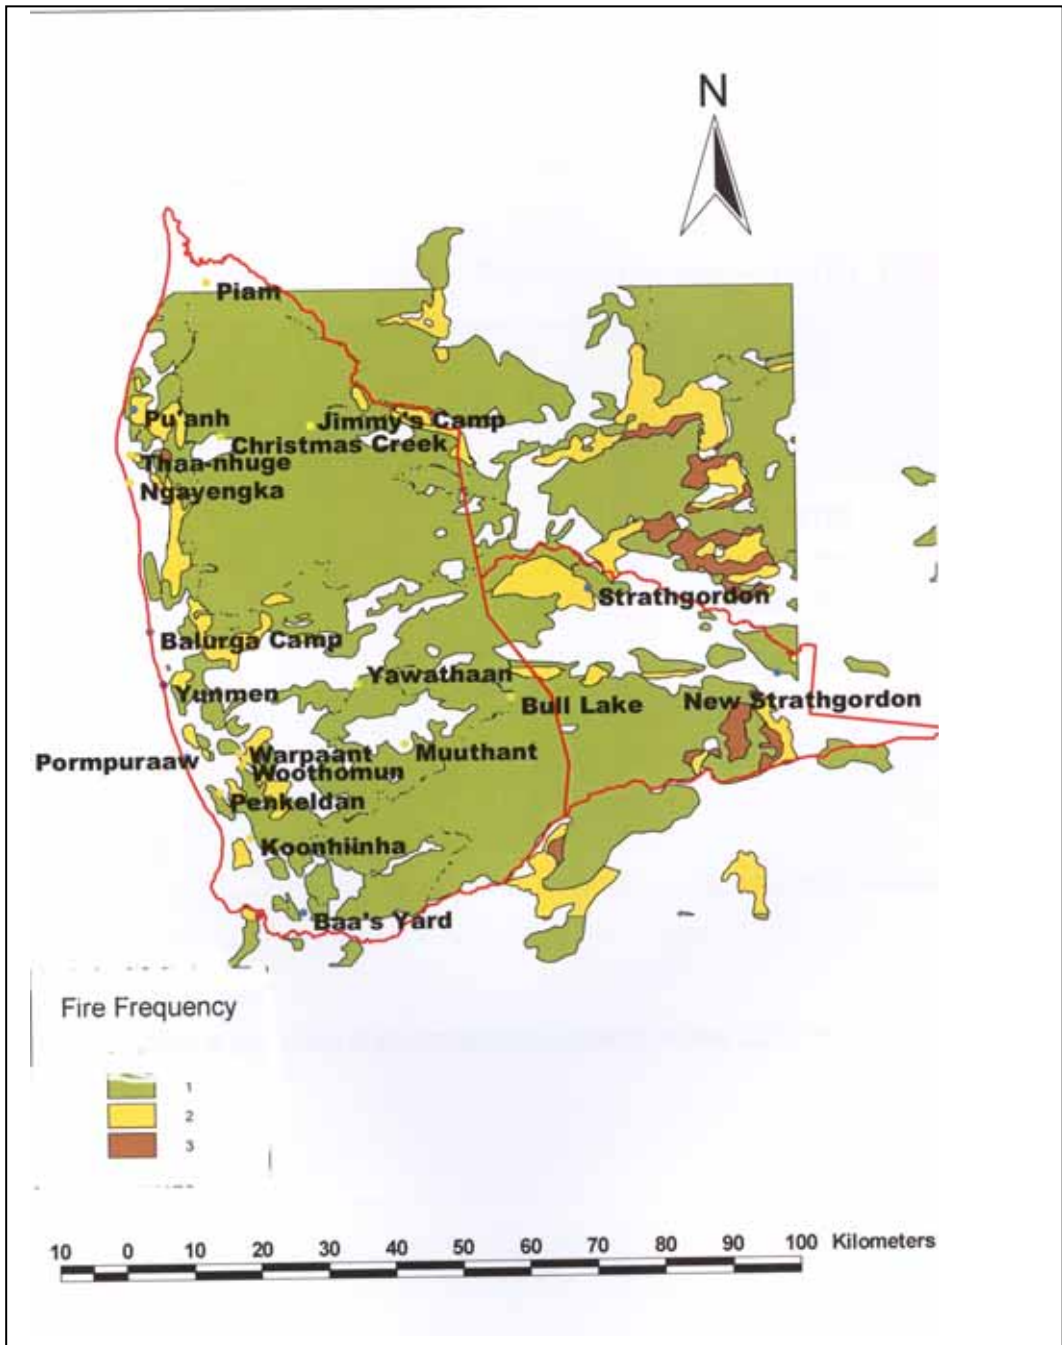 N
Piam
Pu'anh
Jimmy's Camp
Christmas Creek
Thaa-nhuge
Ngayengka
Strathgordon
Balurga Camp
Yawathaan
Yunmen
Bull Lake
New Strathgordon
Pormpuraaw
Warpaant
Muuthant
Woothomun
Penkeldan
Koonhiinha
Baa's Yard
Fire Frequency
1
2
3
10 0 10 20 30 40 50 60 70 80 90 100 Kilometers